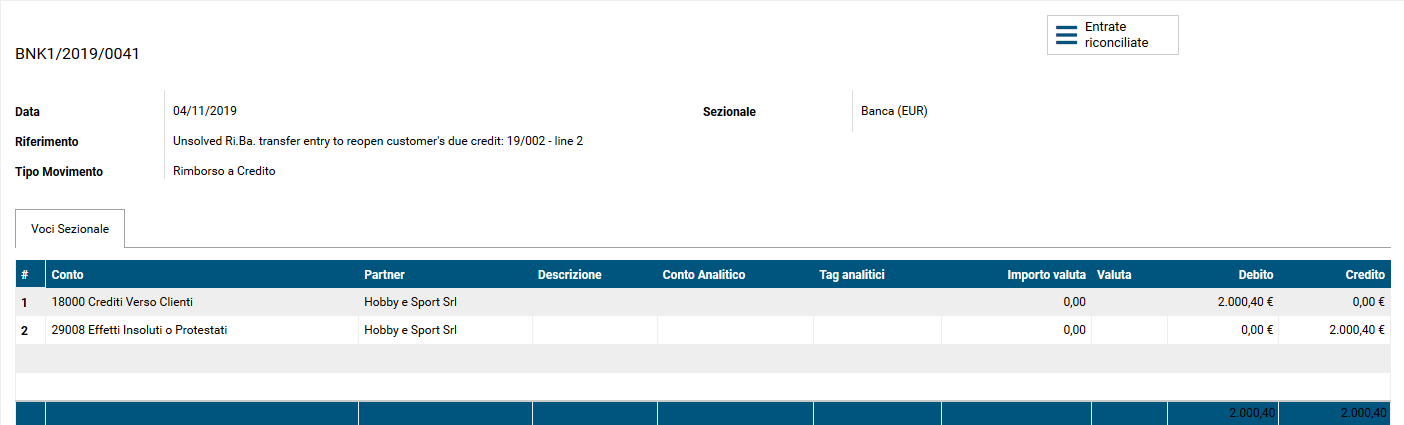 Entrate
riconciliate
BNK1/2019/0041
Data 04/11/2019 Sezionale Banca (EUR)
Riferimento Unsolved Ri.Ba. transfer entry to reopen customer's due credit: 19/002 - line 2
Tipo Movimento Rimborso a Credito
Voci Sezionale
# Conto Partner Descrizione Conto Analitico Tag analitici Importo valuta Valuta Debito Credito
1 18000 Crediti Verso Clienti Hobby e Sport Srl 0,00 2.000,40 € 0,00 €
2 29008 Effetti Insoluti o Protestati Hobby e Sport Srl 0,00 0,00 € 2.000,40 €
2.000,40 2.000,40